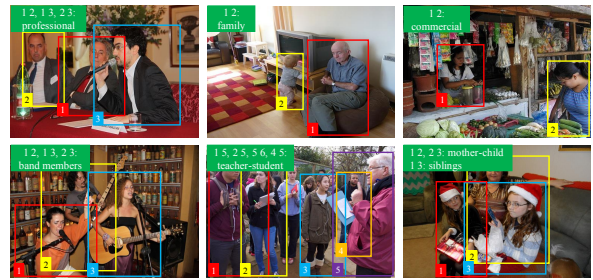 1 2, 1 3, 2 3:
professional
2
1
3
1 2:
family
2
1
1 2:
commercial
1
2
1 2, 1 3, 2 3:
band members
1
2
3
1 5, 2 5, 5 6, 4 5:
teacher-student
1
2
3
4
5
1 2, 2 3: mother-child
1 3: siblings
1
2
3